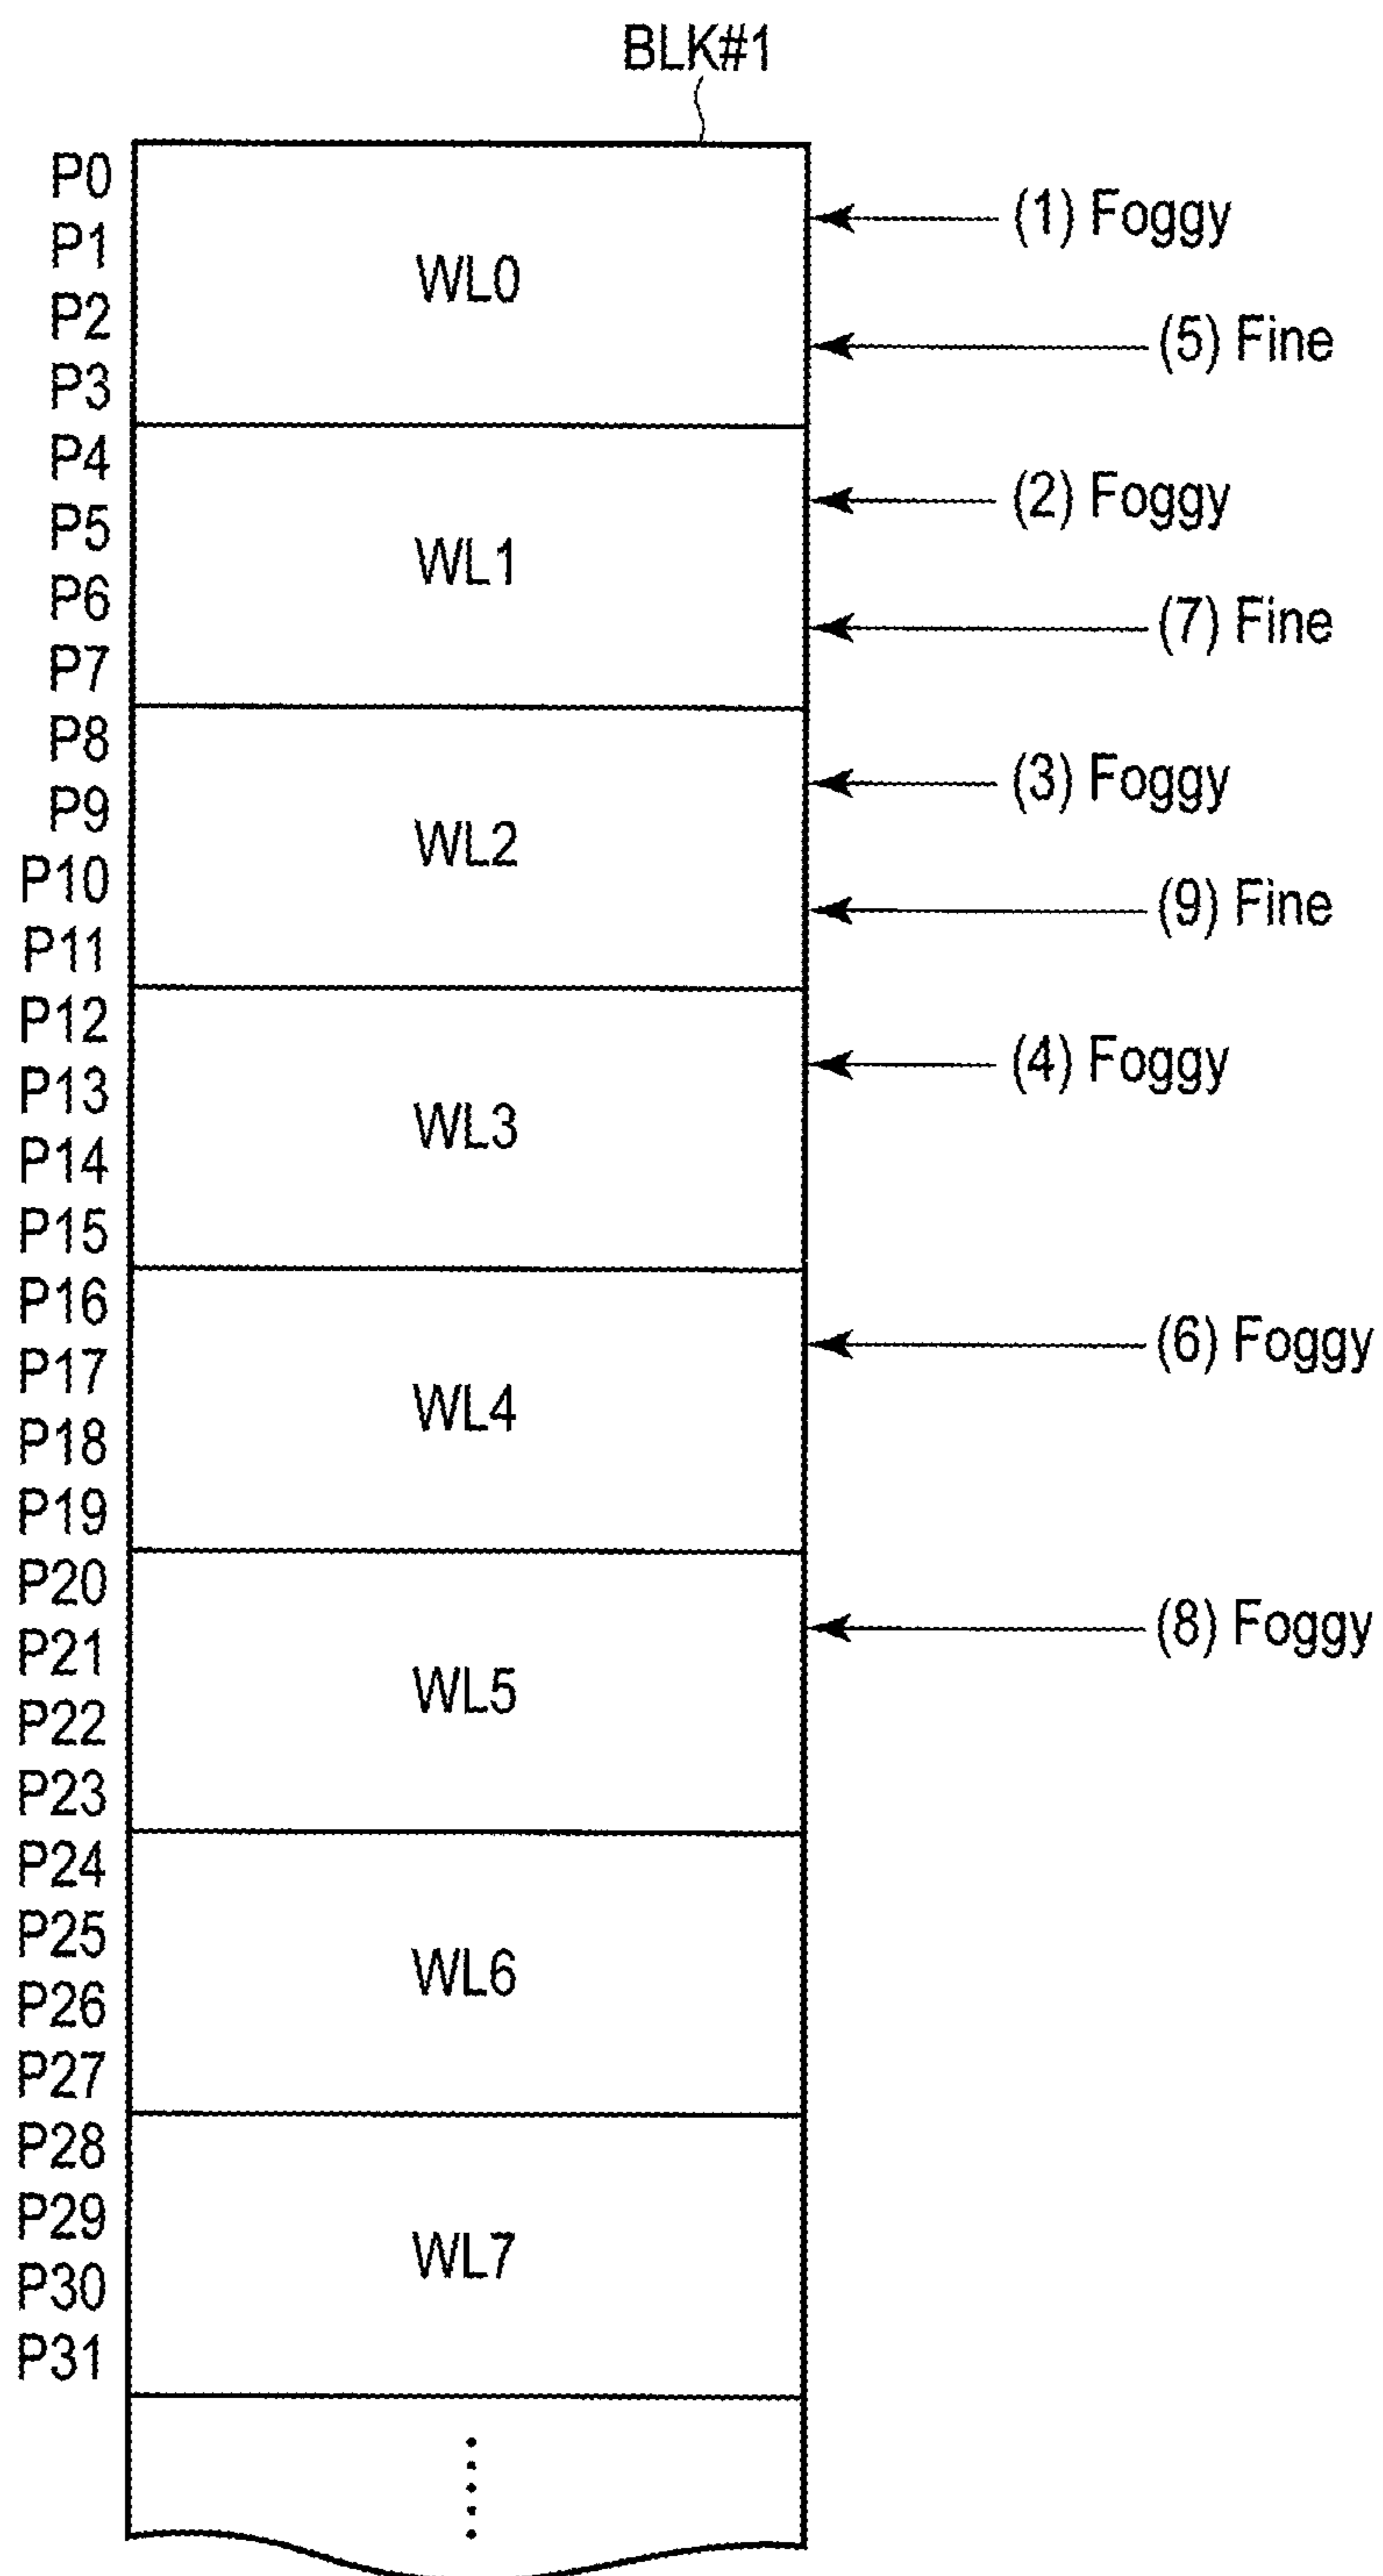 BLK#1
P0
(1) Foggy
P1
WL0
P2
(5) Fine
P3
P4
(2) Foggy
P5
WL1
P6
(7) Fine
P7
P8
(3) Foggy
P9
WL2
P10
(9) Fine
P11
P12
(4) Foggy
P13
WL3
P14
P15
P16
(6) Foggy
P17
WL4
P18
P19
P20
(8) Foggy
P21
WL5
P22
P23
P24
P25
WL6
P26
P27
P28
P29
WL7
P30
P31